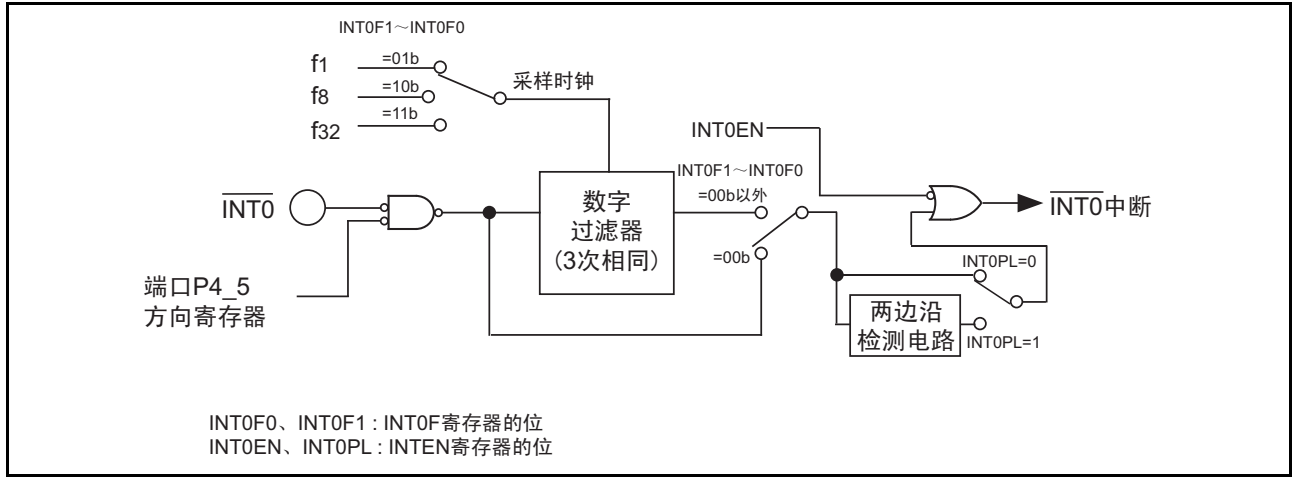 INT0F1～INT0F0
f1
=01b
f8
=10b
f32
=11b
采样时钟
INT0EN
INT0F1～INT0F0
=00b以外
INT0
数字
过滤器
(3次相同)
=00b
INT0中断
INT0PL=0
端口P4_5
方向寄存器
两边沿
检测电路
INT0PL=1
INT0F0、INT0F1 : INT0F寄存器的位
INT0EN、INT0PL : INTEN寄存器的位